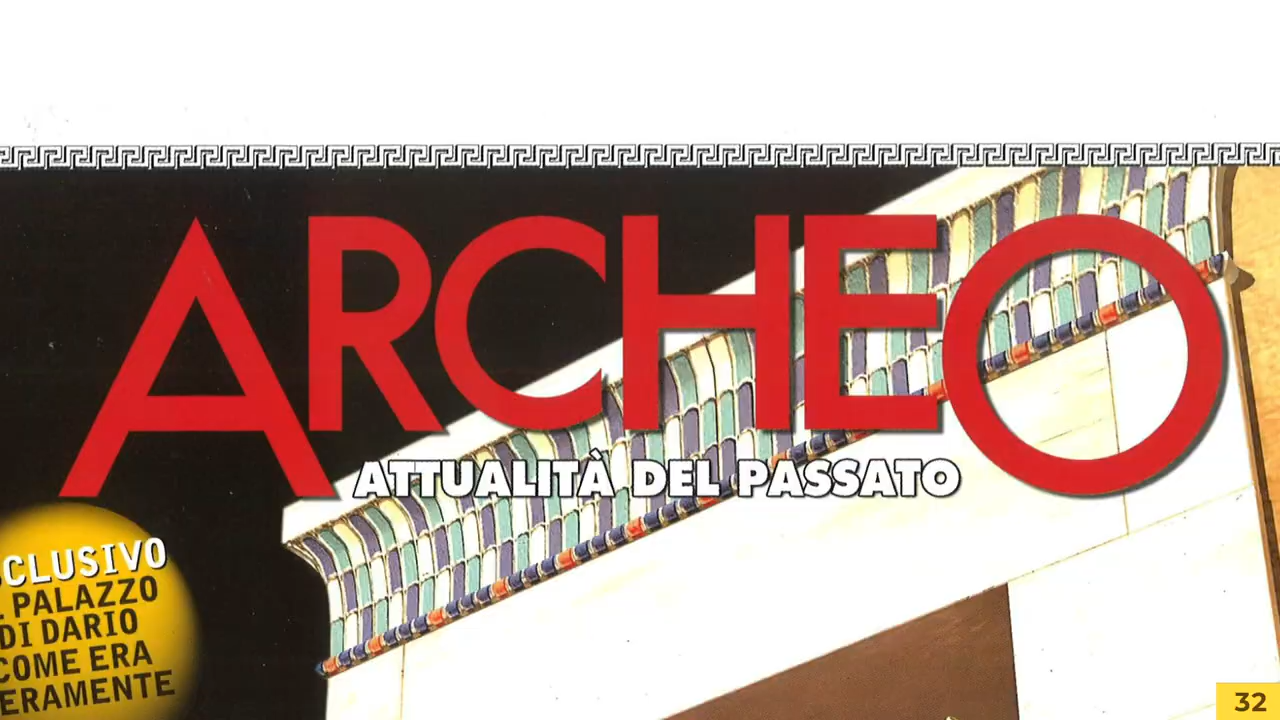 ARCHEO
ATTUALITÀ DEL PASSATO
CLUSIVO
PALAZZO
DI DARIO
COME ERA
ERAMENTE
32